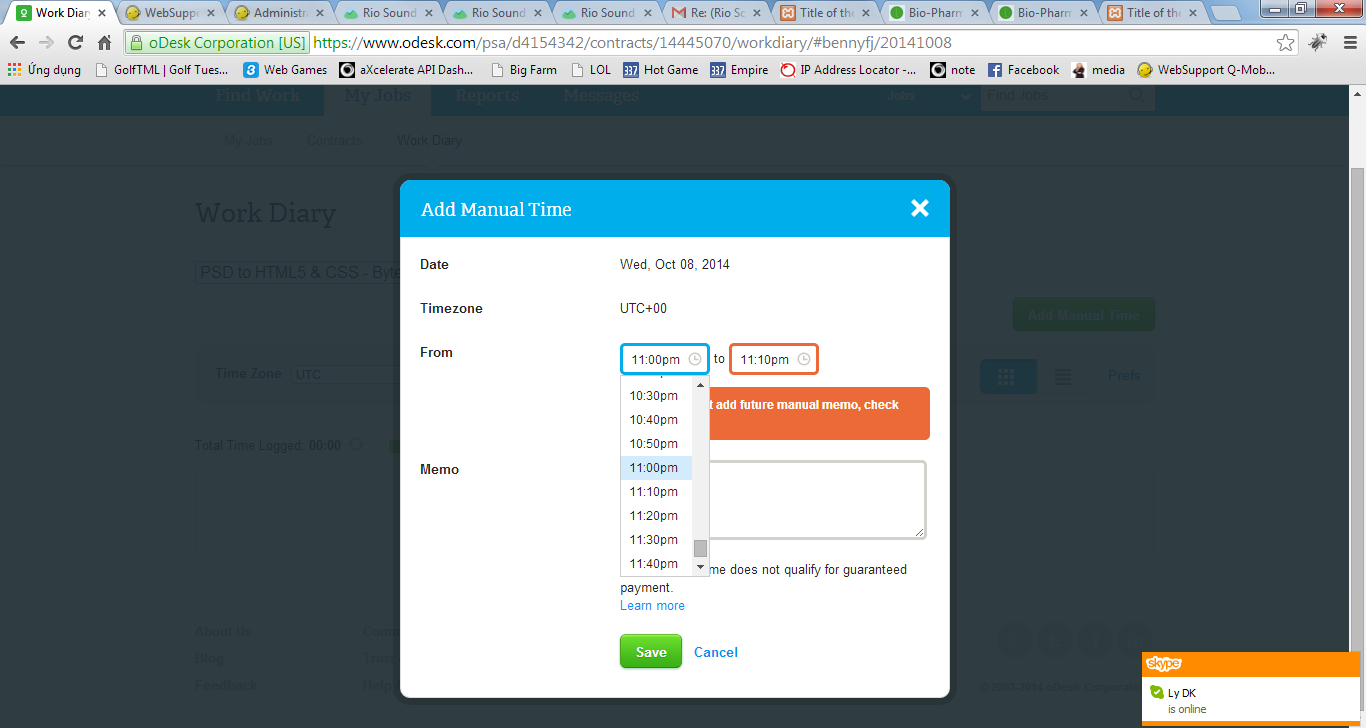 Work Diar
WebSuppo
Administra
Rio Sound
Rio Sound
Rio Sound
Re: (Rio So
Title of the
Bio-Pharm
Bio-Pharm
Title of the
oDesk Corporation [US]
https://www.odesk.com/psa/d4154342/contracts/14445070/workdiary/#bennyfj/20141008
Ứng dụng
GolfTML | Golf Tues...
Web Games
aXcelerate API Dash...
Big Farm
LOL
337 Hot Game
337 Empire
IP Address Locator -...
note
Facebook
media
WebSupport Q-Mob...
Find Work
My Jobs
Reports
Messages
Jobs
Find Jobs
My Jobs
Contracts
Work Diary
Work Diary
PSD to HTML5 & CSS - Byte
Add Manual Time
Time Zone
UTC
Prefs
Total Time Logged: 00:00
Add Manual Time
Date
Wed, Oct 08, 2014
Timezone
UTC+00
From
11:00pm
to
11:10pm
t add future manual memo, check
10:30pm
10:40pm
10:50pm
11:00pm
11:10pm
11:20pm
11:30pm
11:40pm
Memo
me does not qualify for guaranteed
payment.
Learn more
Save
Cancel
About Us
Blog
Feedback
Help
skype
Ly DK
is online